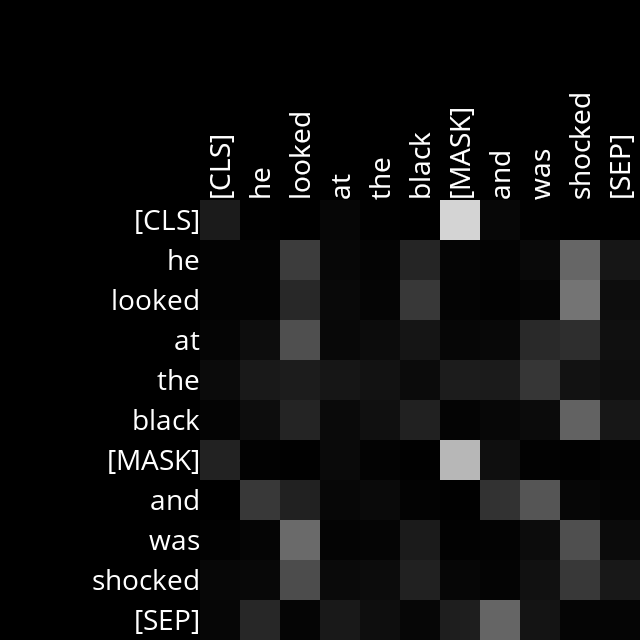 [CLS] he looked at the black [MASK] and was shocked [SEP]
[CLS]
he
looked
at
the
black
[MASK]
and
was
shocked
[SEP]